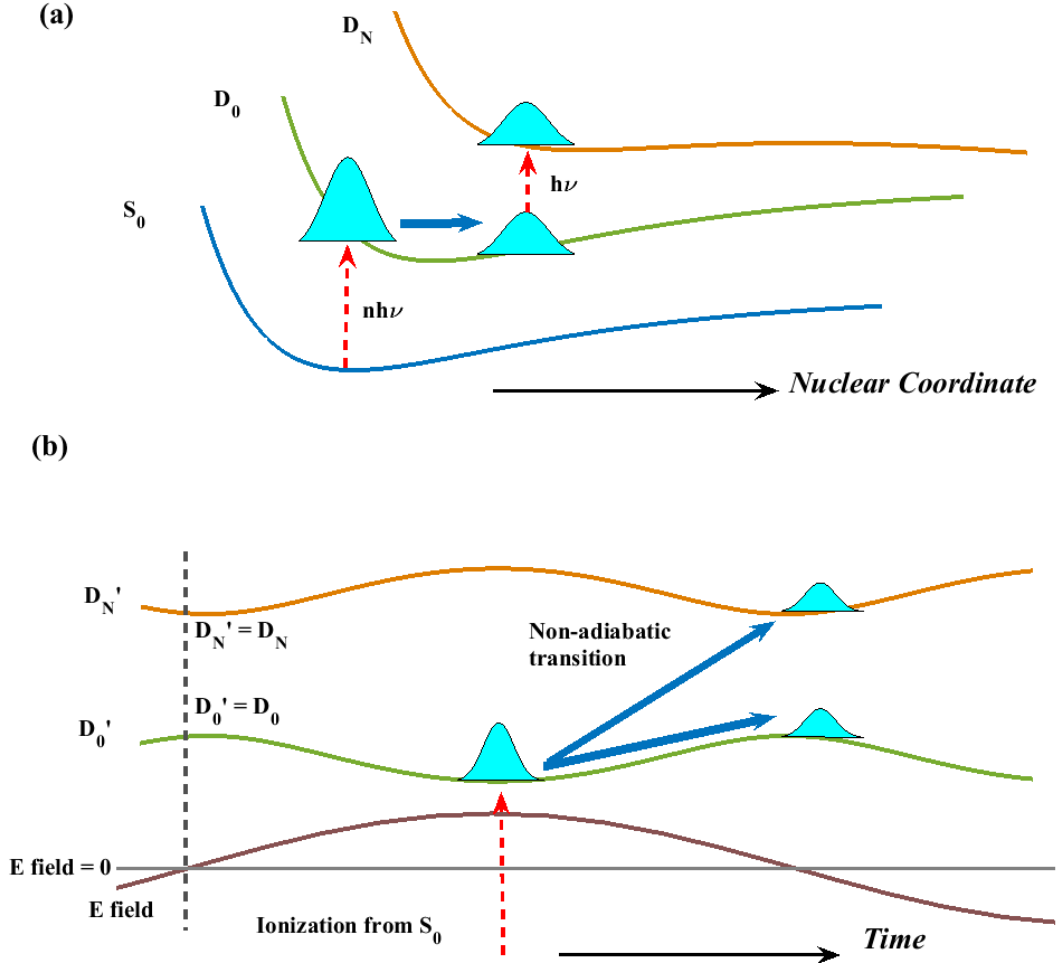 (a)
D_N
D_0
S_0
hν
nhν
Nuclear Coordinate
(b)
D_N'
D_N' = D_N
Non-adiabatic
transition
D_0' = D_0
D_0'
E field = 0
E field
Ionization from S_0
Time